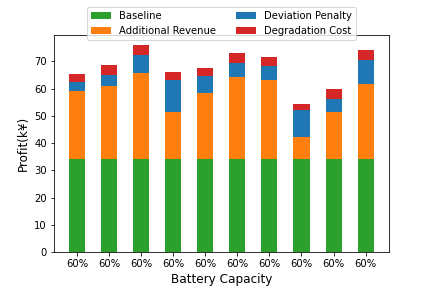 Baseline
Additional Revenue
Deviation Penalty
Degradation Cost
Profit(k¥)
70
60
50
40
30
20
10
0
60% 60% 60% 60% 60% 60% 60% 60% 60% 60%
Battery Capacity